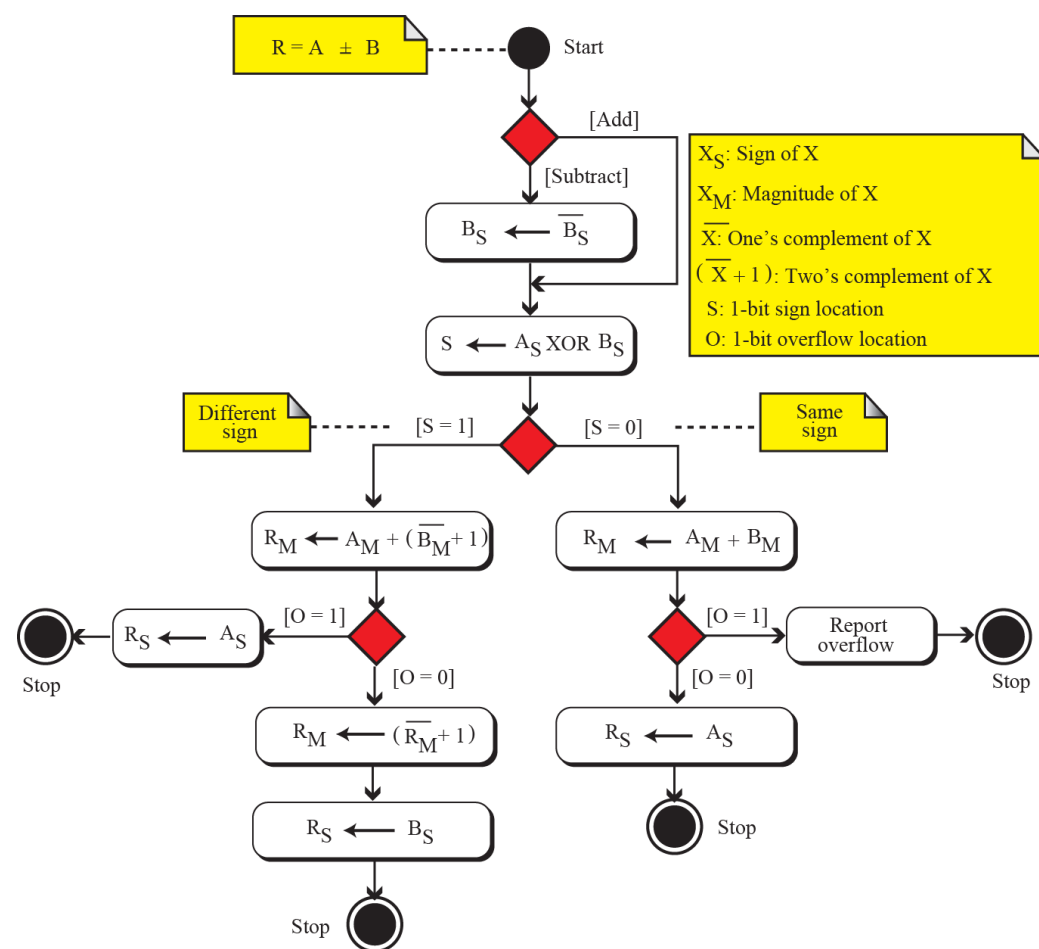 R = A ± B
Start
[Add]
[Subtract]
X_S: Sign of X
X_M: Magnitude of X
X̅: One's complement of X
(X̅ + 1): Two's complement of X
S: 1-bit sign location
O: 1-bit overflow location
B_S ← B̅_S̅
S ← A_S XOR B_S
Different
sign
[S = 1]
[S = 0]
Same
sign
R_M ← A_M + (B̅_M̅ + 1)
R_M ← A_M + B_M
[O = 1]
R_S ← A_S
Stop
[O = 0]
[O = 1]
Report
overflow
Stop
[O = 0]
R_M ← (R̅_M̅ + 1)
R_S ← A_S
R_S ← B_S
Stop
Stop